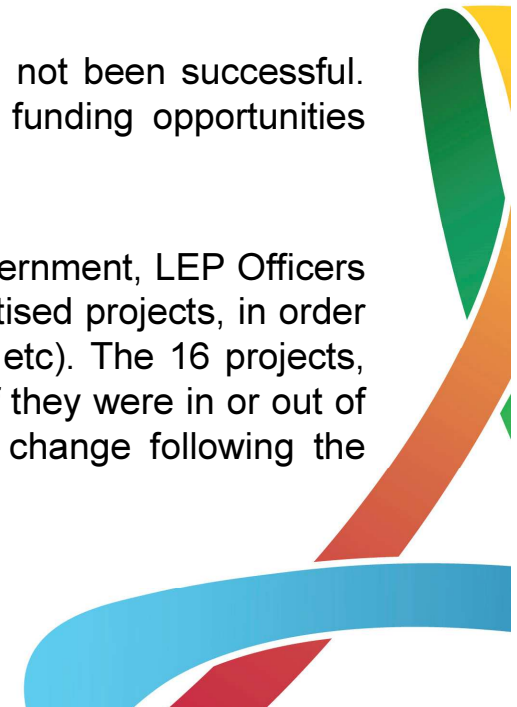 not been successful.
funding opportunities
ernment, LEP Officers
tised projects, in order
etc). The 16 projects,
they were in or out of
change following the